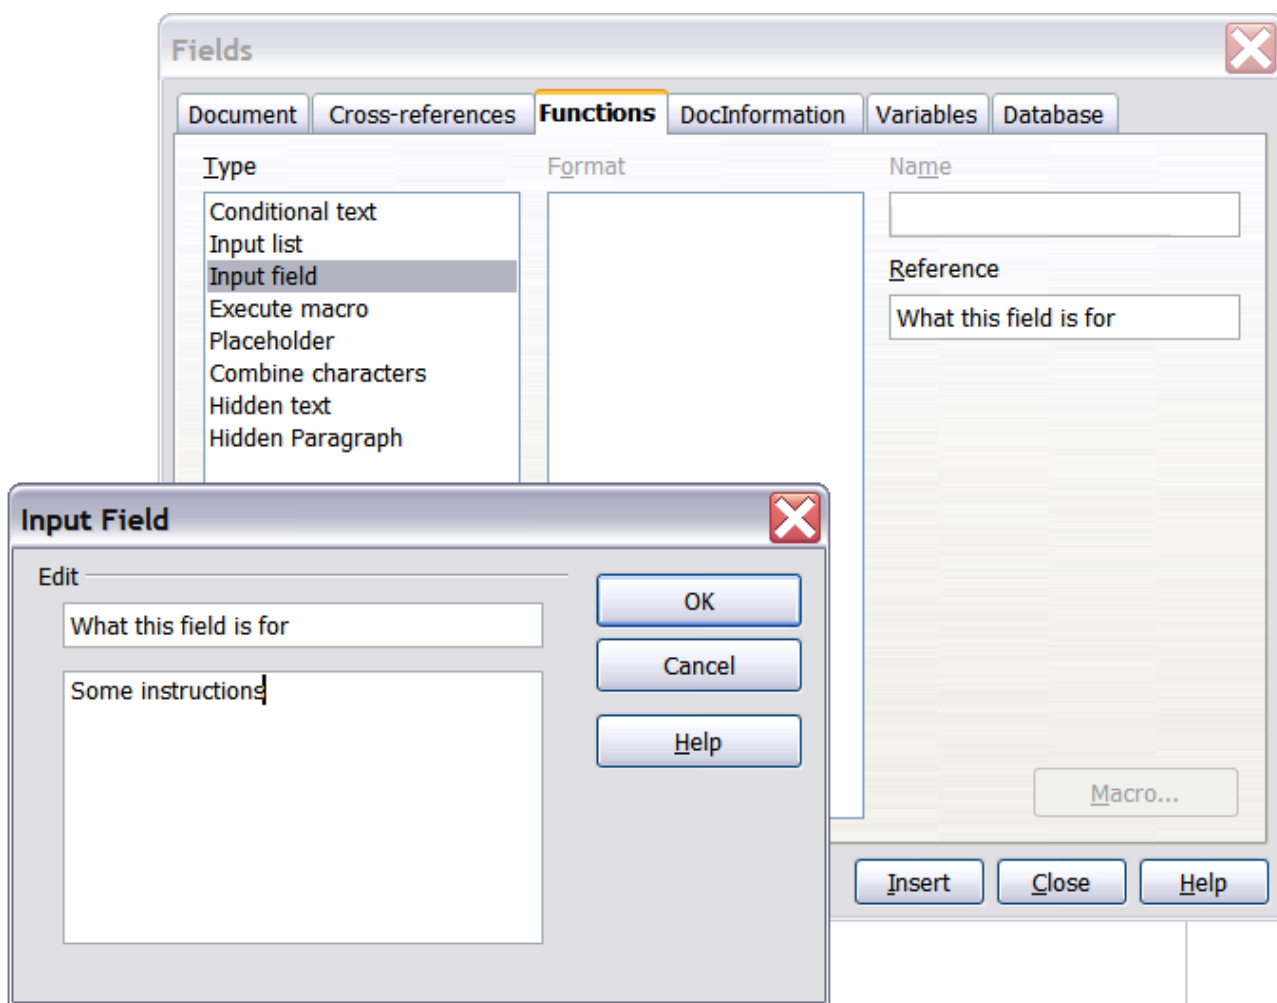 Fields
Document Cross-references Functions DocInformation Variables Database
Type Format Name
Conditional text
Input list
Input field
Reference
Execute macro
What this field is for
Placeholder
Combine characters
Hidden text
Hidden Paragraph
Macro...
Insert Close Help
Input Field
Edit
OK
What this field is for
Cancel
Some instructions
Help